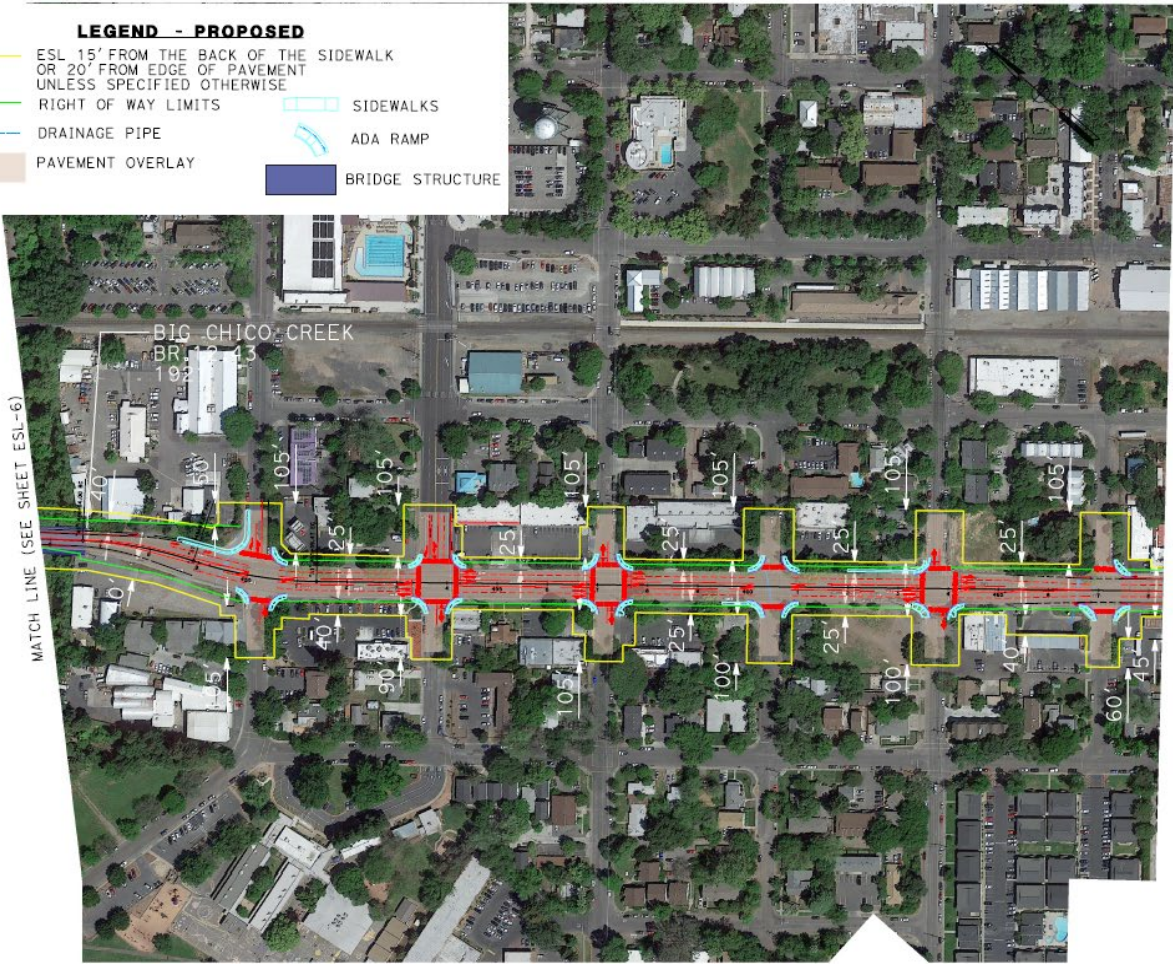 LEGEND - PROPOSED
ESL 15' FROM THE BACK OF THE SIDEWALK
OR 20' FROM EDGE OF PAVEMENT
UNLESS SPECIFIED OTHERWISE
RIGHT OF WAY LIMITS
SIDEWALKS
DRAINAGE PIPE
ADA RAMP
PAVEMENT OVERLAY
BRIDGE STRUCTURE
BIG CHICO CREEK
BR.
MATCH LINE (SEE SHEET ESL-6)
40'
105'
25'
105'
25'
105'
25'
105'
25'
105'
25'
105'
40'
90'
105'
25'
100'
25'
100'
40'
60'
45'